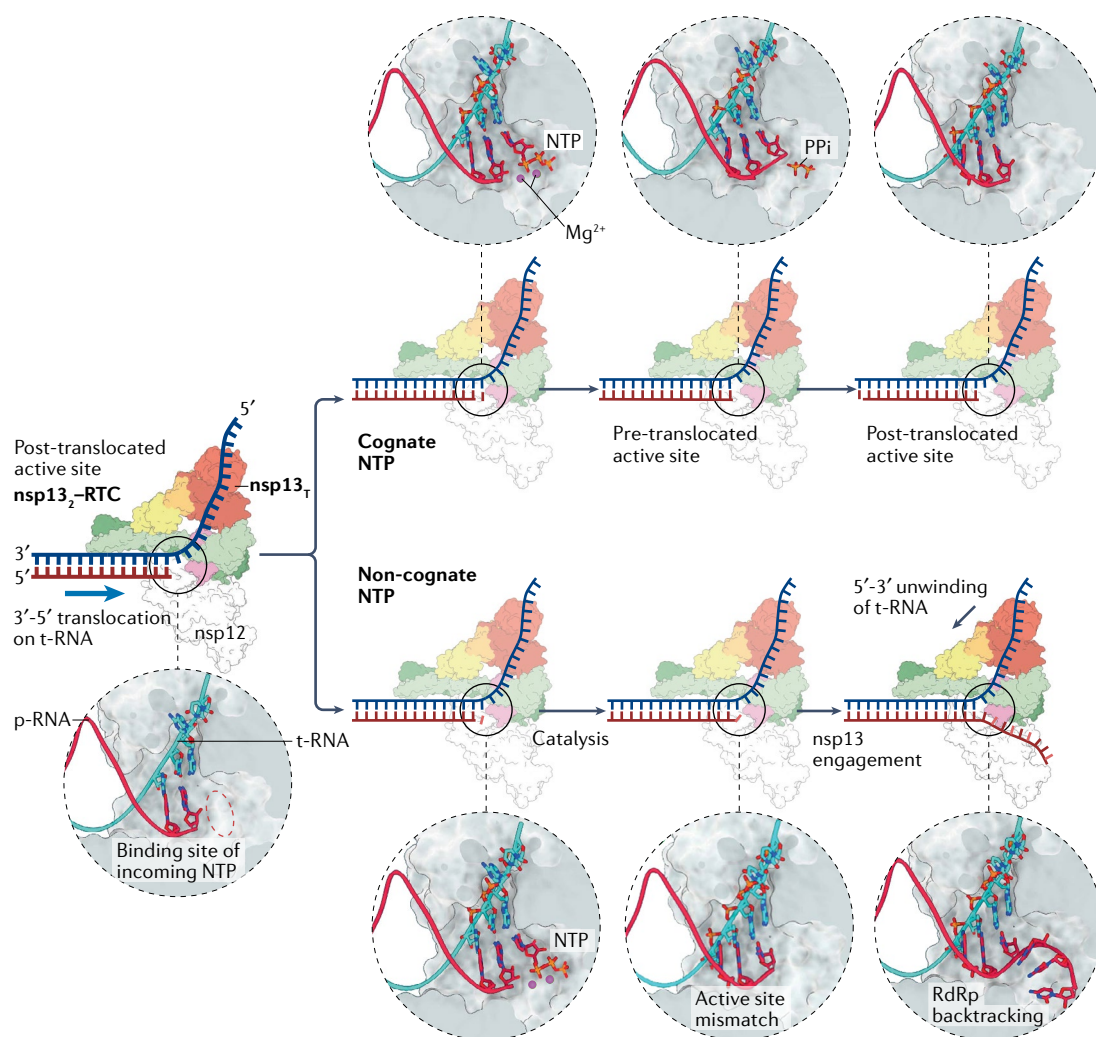 NTP
Mg²⁺
PPi
5′
Post-translocated
active site
nsp13₂–RTC
nsp13_T
3′
5′
3′-5′ translocation
on t-RNA
nsp12
Cognate
NTP
Pre-translocated
active site
Post-translocated
active site
Non-cognate
NTP
Catalysis
nsp13
engagement
5′-3′ unwinding
of t-RNA
p-RNA
t-RNA
Binding site of
incoming NTP
NTP
Active site
mismatch
RdRp
backtracking